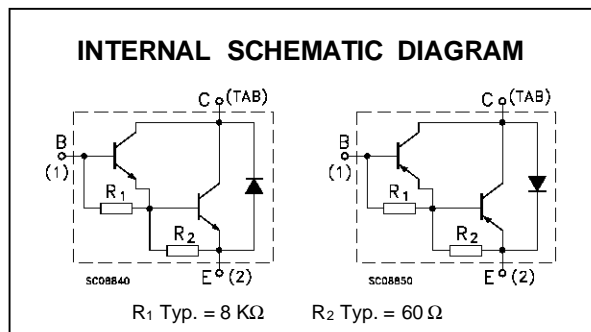 INTERNAL SCHEMATIC DIAGRAM
C (TAB)
B
(1)
R1
R2
SC08840
E (2)
C (TAB)
B
(1)
R1
R2
SC08850
E (2)
R1 Typ. = 8 KΩ R2 Typ. = 60 Ω